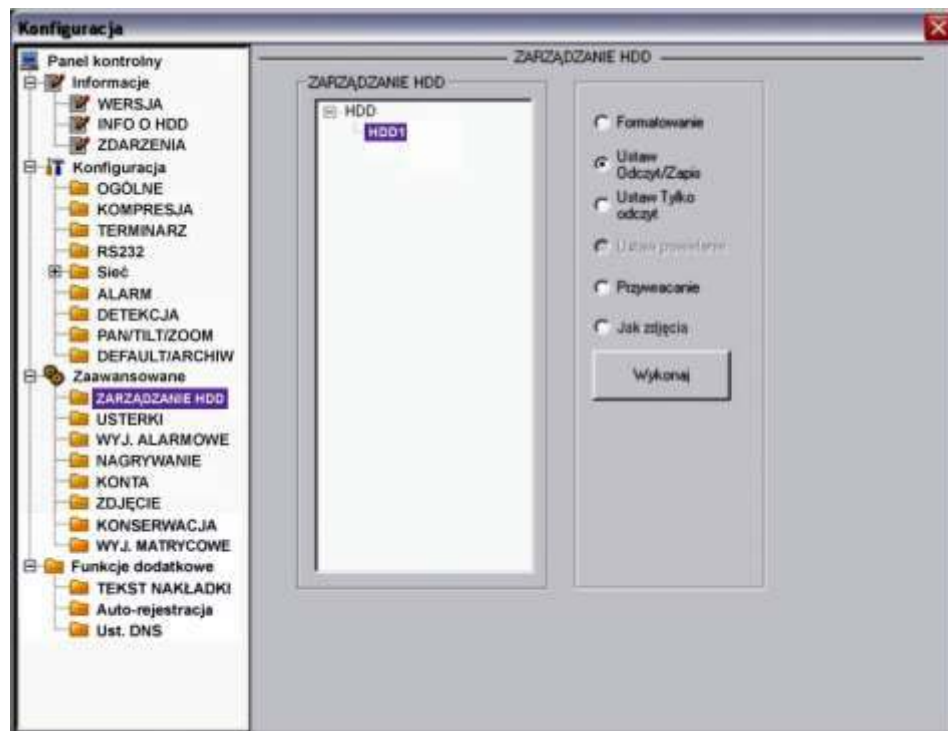 Konfiguracja
Panel kontrolny
Informacje
WERSJA
INFO O HDD
ZDARZENIA
Konfiguracja
OGÓLNE
KOMPRESJA
TERMINARZ
RS232
Sieć
ALARM
DETEKCJA
PAN/TILT/ZOOM
DEFAULT/ARCHIW
Zaawansowane
ZARZĄDZANIE HDD
USTERKI
WYJ. ALARMOWE
NAGRYWANIE
KONTA
ZDJĘCIE
KONSERWACJA
WYJ. MATRYCOWE
Funkcje dodatkowe
TEKST NAKŁADKI
Auto-rejestracja
Ust. DNS
ZARZĄDZANIE HDD
ZARZĄDZANIE HDD
HDD
HDD1
Formatowanie
Ustaw
Odczyt/Zapis
Ustaw Tylko
odczyt
Ustaw
Przywracanie
Jak zdjęcia
Wykonaj